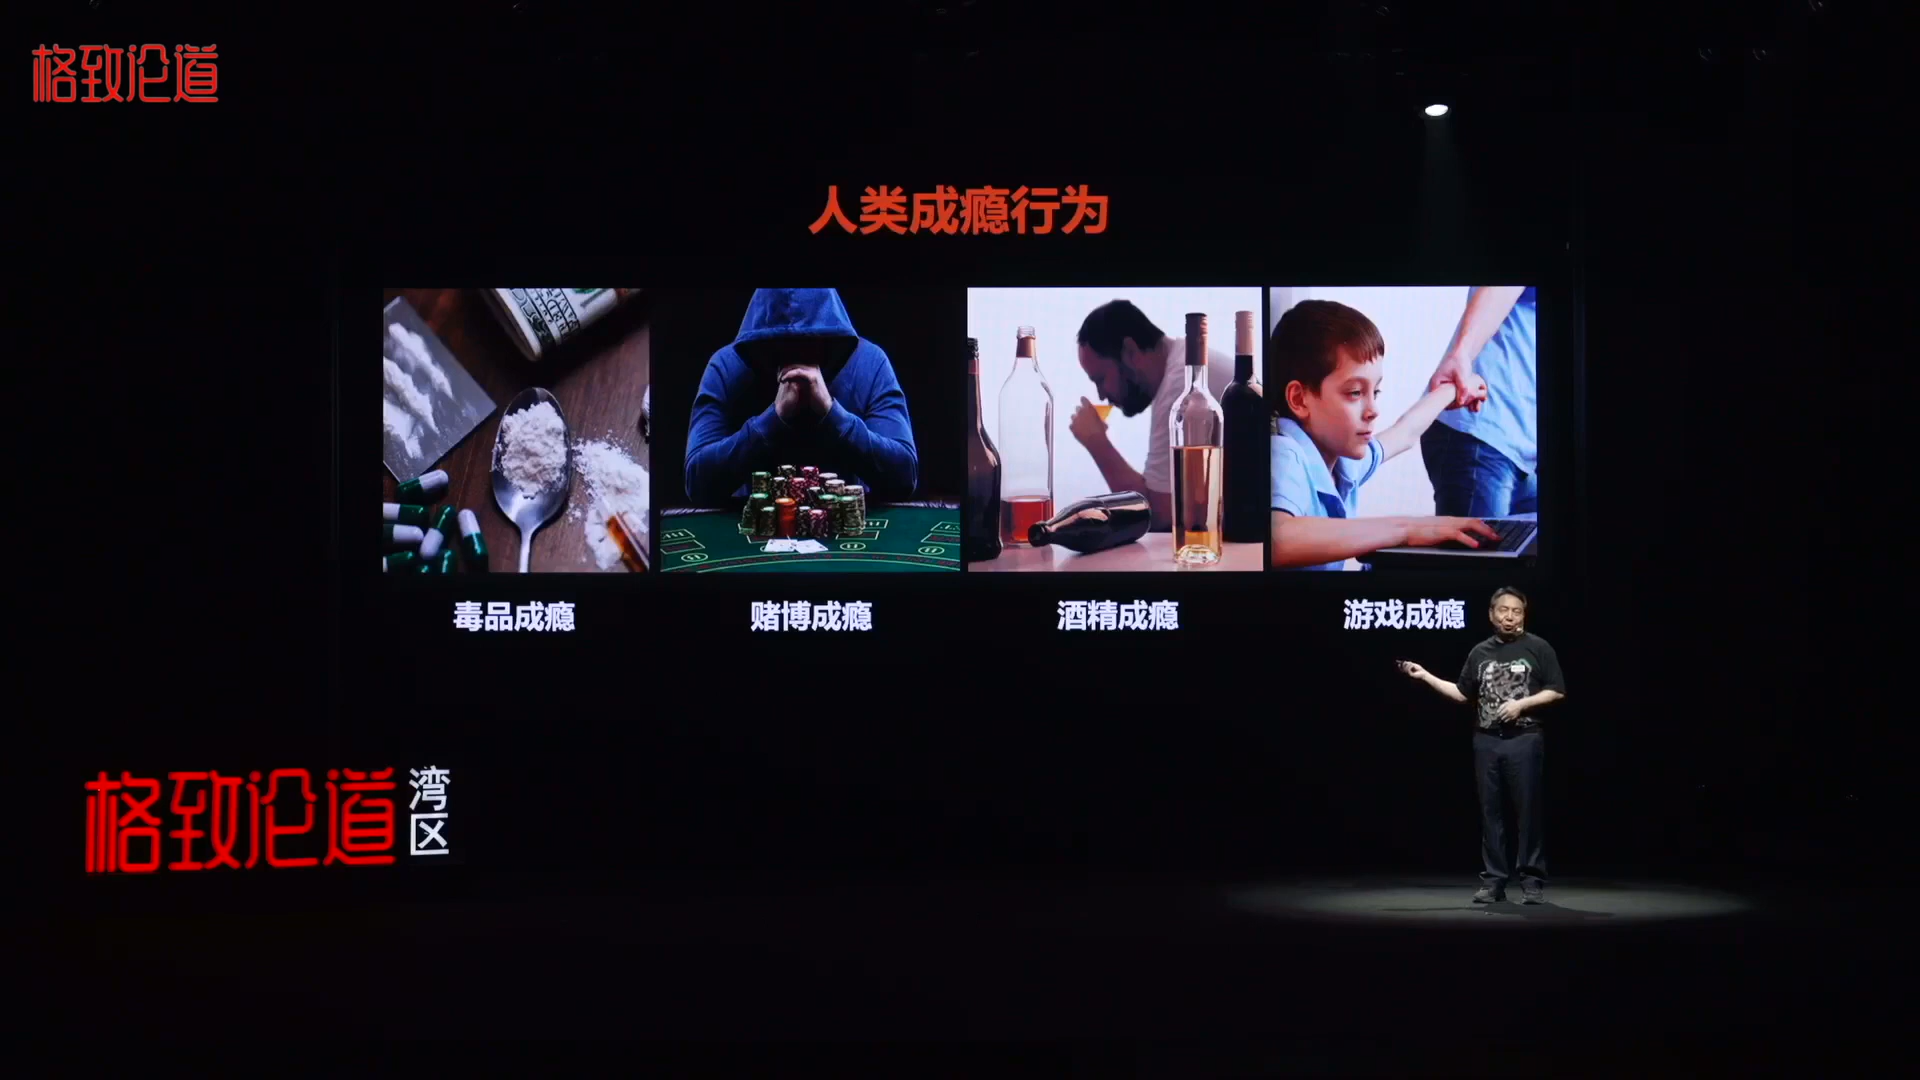 格致论道
人类成瘾行为
毒品成瘾
赌博成瘾
酒精成瘾
游戏成瘾
格致论道
湾区